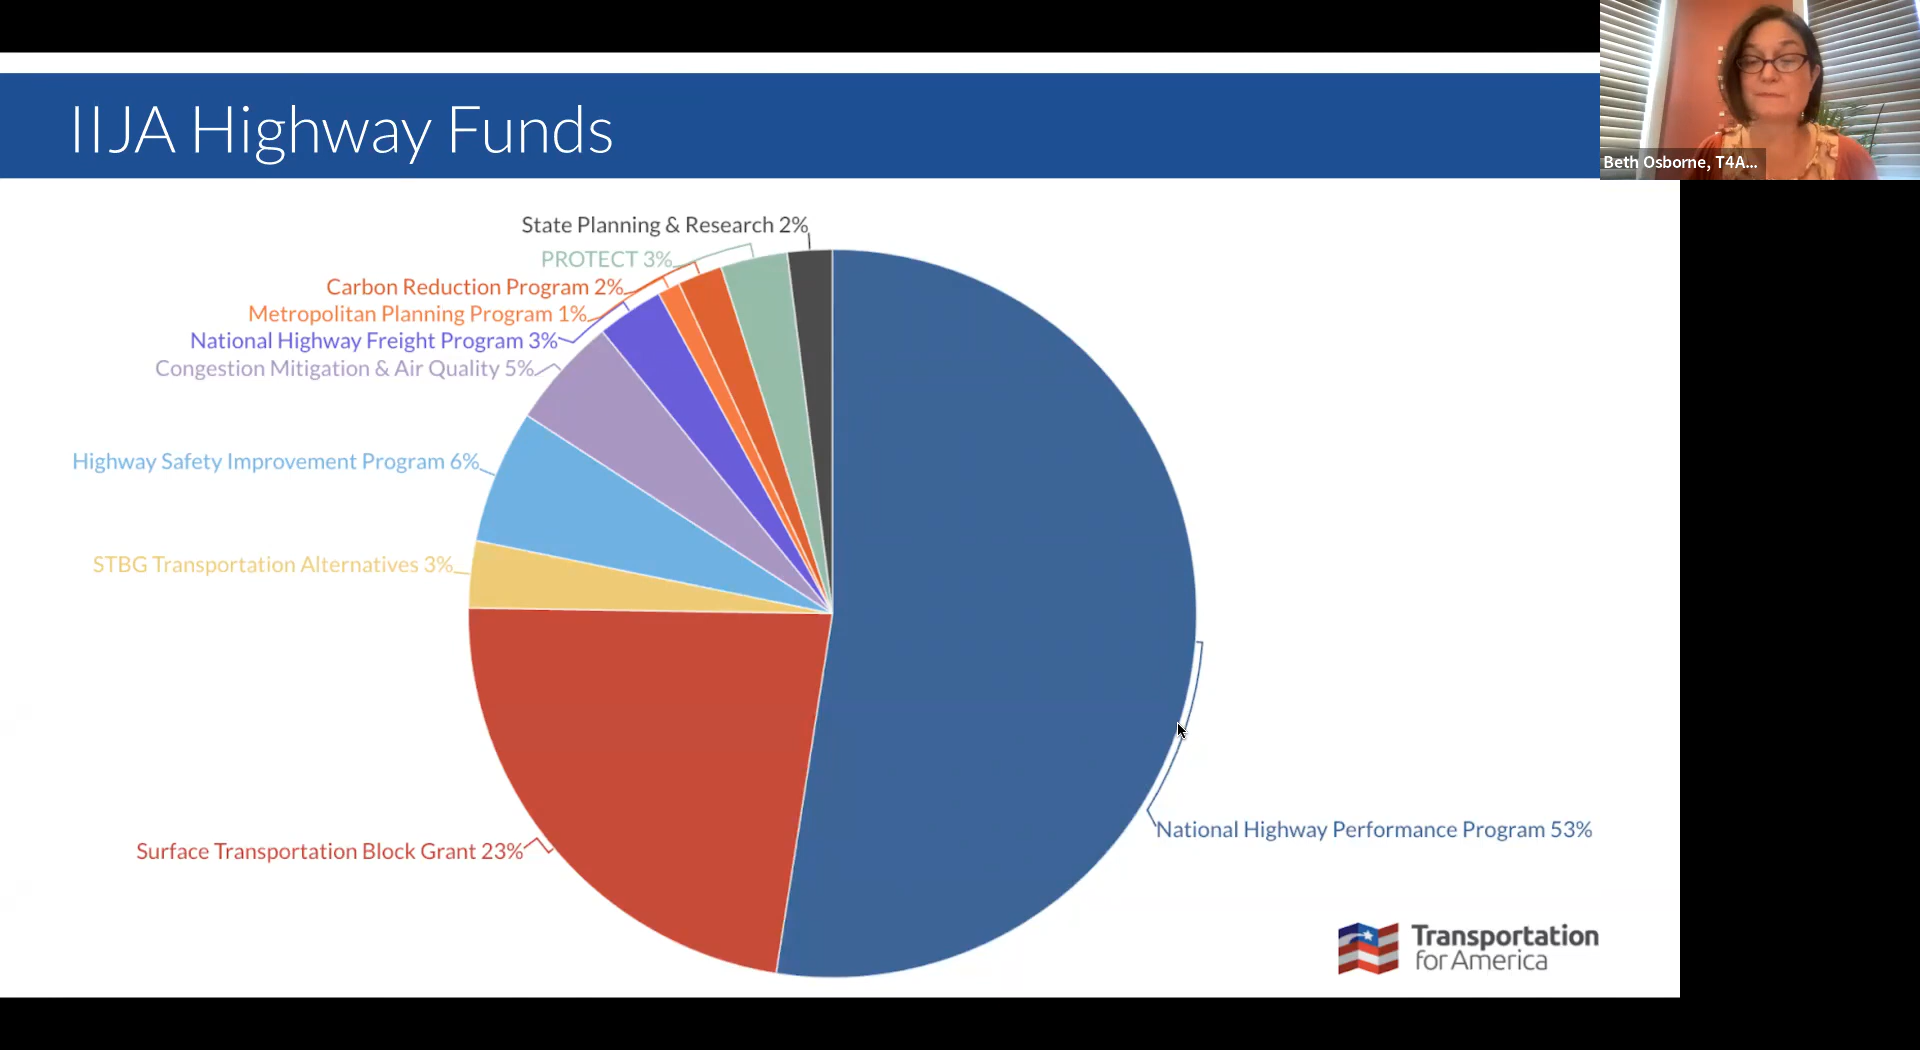 IIJA Highway Funds
Beth Osborne, T4A...
State Planning & Research 2%
PROTECT 3%
Carbon Reduction Program 2%
Metropolitan Planning Program 1%
National Highway Freight Program 3%
Congestion Mitigation & Air Quality 5%
Highway Safety Improvement Program 6%
STBG Transportation Alternatives 3%
National Highway Performance Program 53%
Surface Transportation Block Grant 23%
Transportation
for America